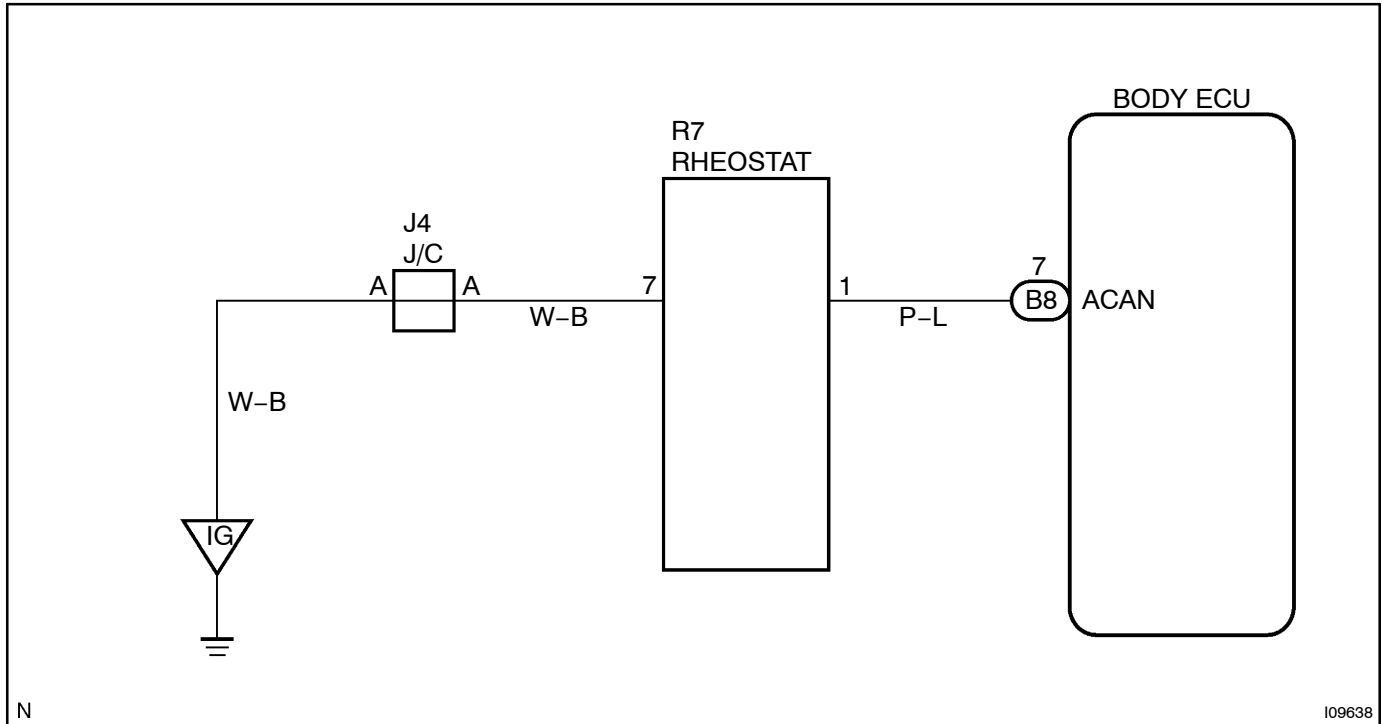 BODY ECU
R7
RHEOSTAT
J4
J/C
A
A
W–B
7
1
P–L
7
B8
ACAN
W–B
IG
N
I09638